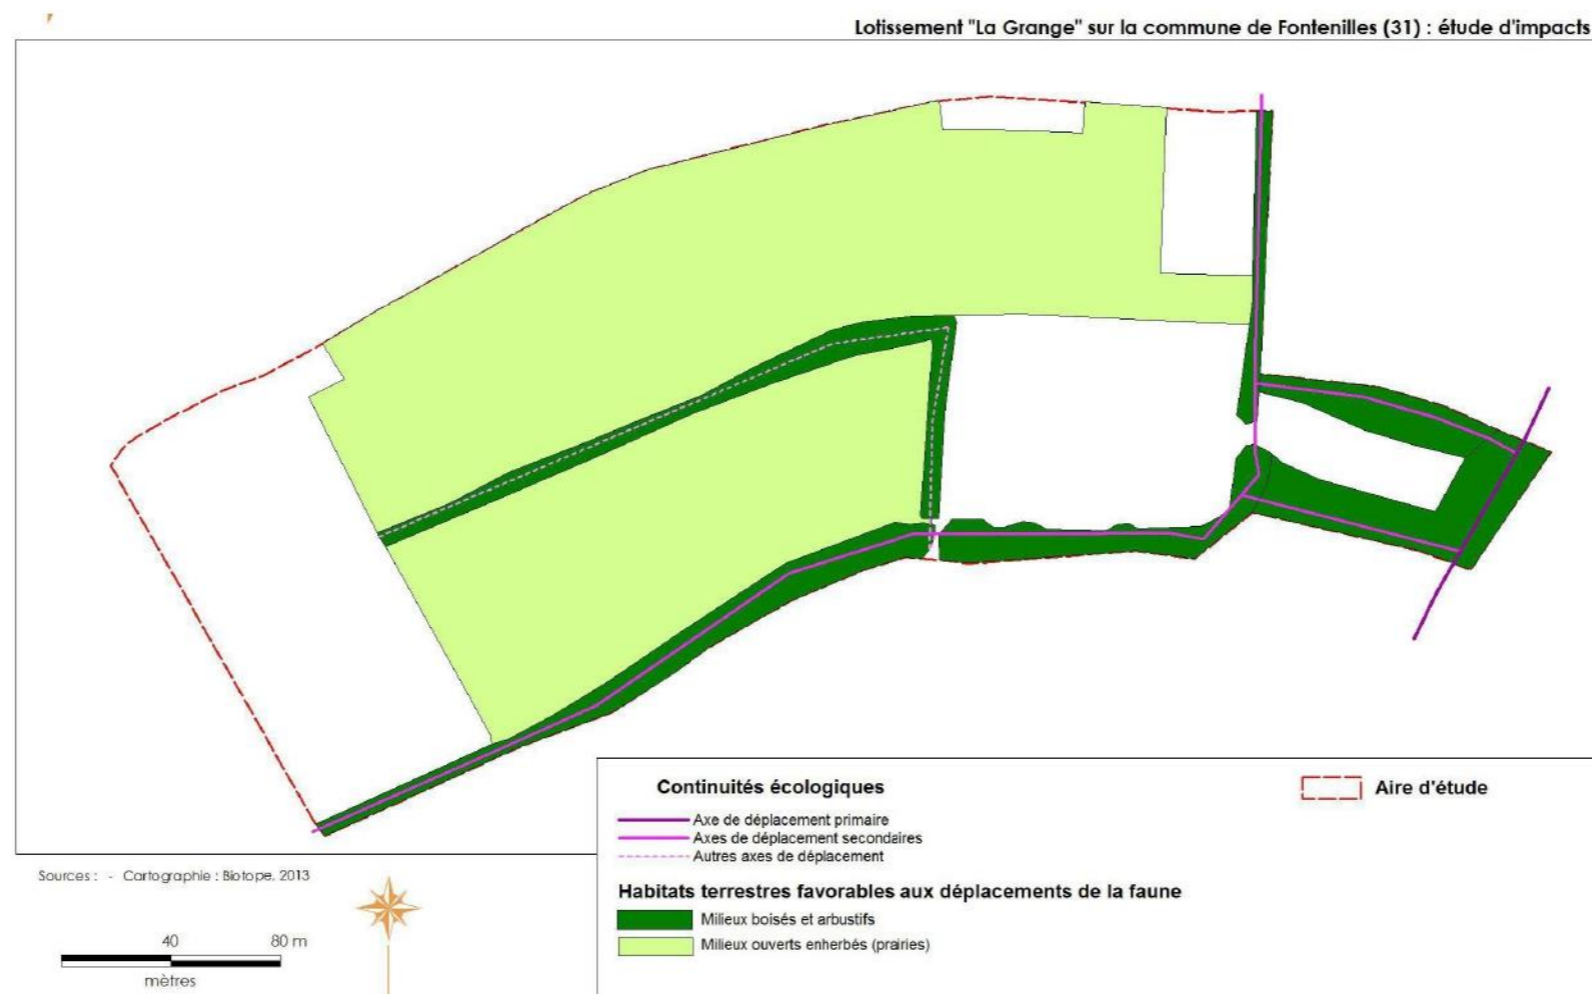 Lotissement "La Grange" sur la commune de Fontenilles (31) : étude d'impacts
Continuités écologiques
Axe de déplacement primaire
Axes de déplacement secondaires
Autres axes de déplacement
Habitats terrestres favorables aux déplacements de la faune
Milieux boisés et arbustifs
Milieux ouverts enherbés (prairies)
Aire d'étude
Sources : - Cartographie : Biotope, 2013
40 80 m
mètres